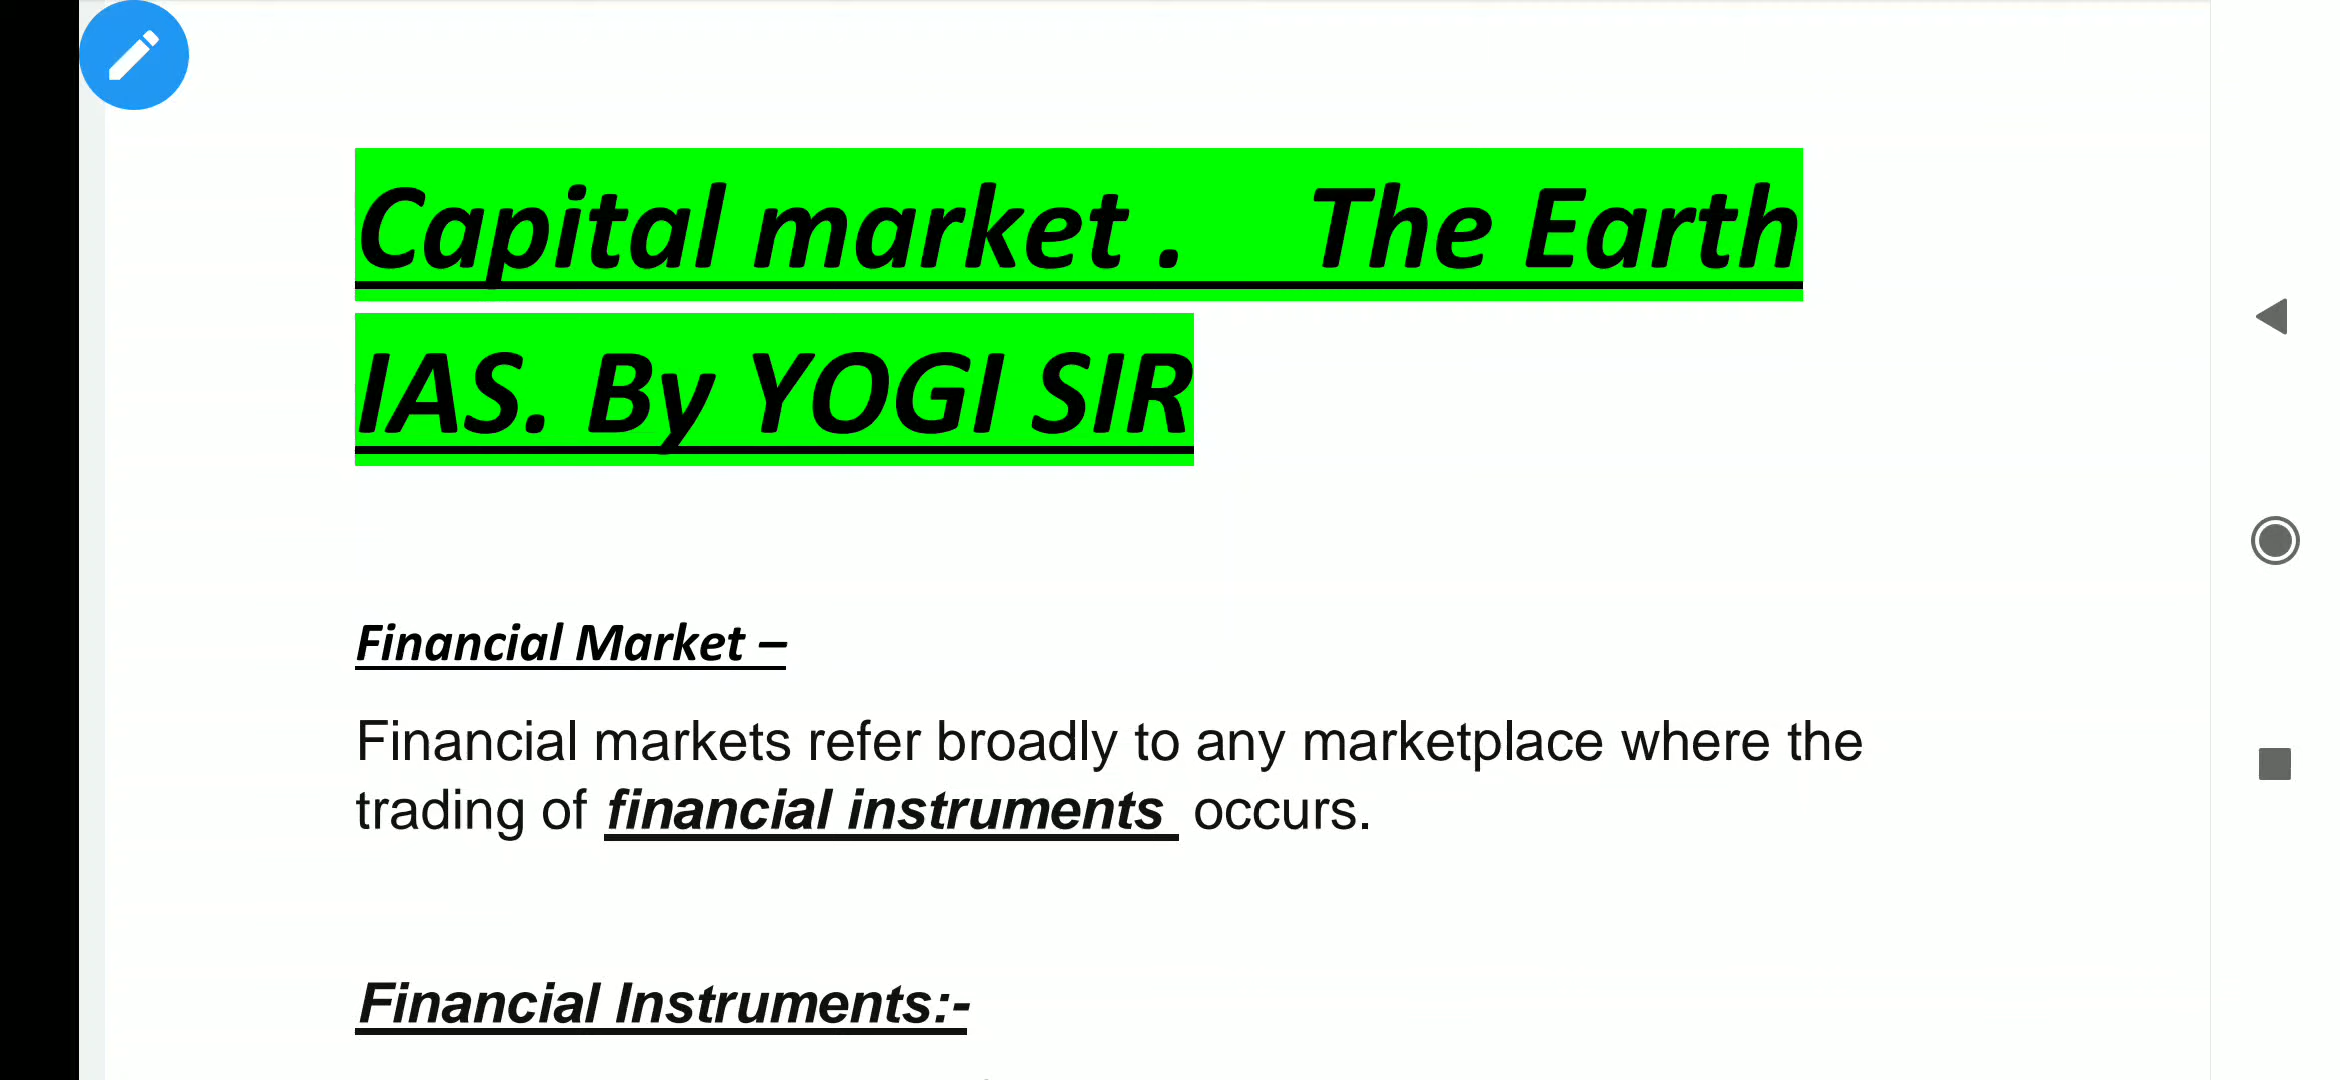 Capital market .    The Earth
IAS. By YOGI SIR
Financial Market –
Financial markets refer broadly to any marketplace where the
trading of financial instruments  occurs.
Financial Instruments:-